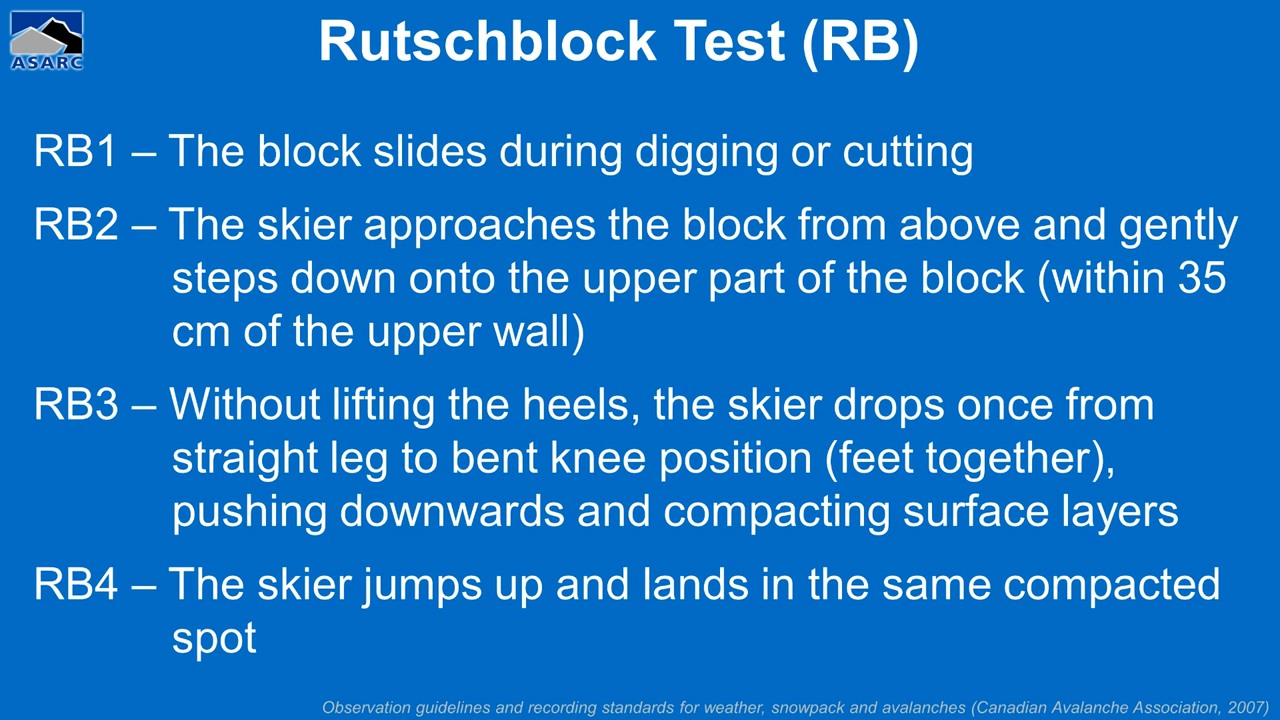 ASARC
Rutschblock Test (RB)
RB1 – The block slides during digging or cutting
RB2 – The skier approaches the block from above and gently
steps down onto the upper part of the block (within 35
cm of the upper wall)
RB3 – Without lifting the heels, the skier drops once from
straight leg to bent knee position (feet together),
pushing downwards and compacting surface layers
RB4 – The skier jumps up and lands in the same compacted
spot
Observation guidelines and recording standards for weather, snowpack and avalanches (Canadian Avalanche Association, 2007)